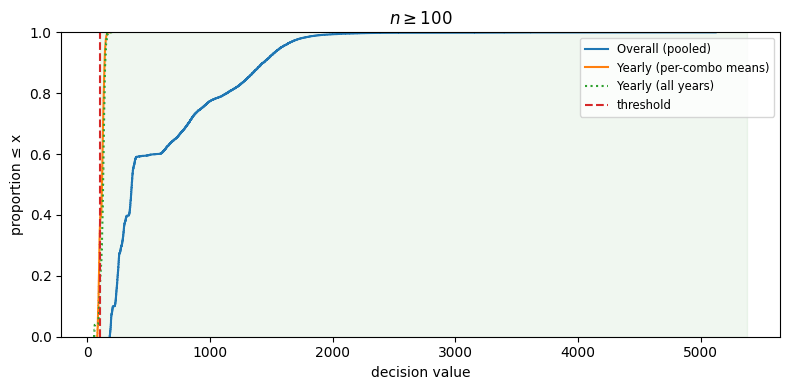 n ≥ 100
proportion ≤ x
1.0
0.8
0.6
0.4
0.2
0.0
Overall (pooled)
Yearly (per-combo means)
Yearly (all years)
threshold
0 1000 2000 3000 4000 5000
decision value